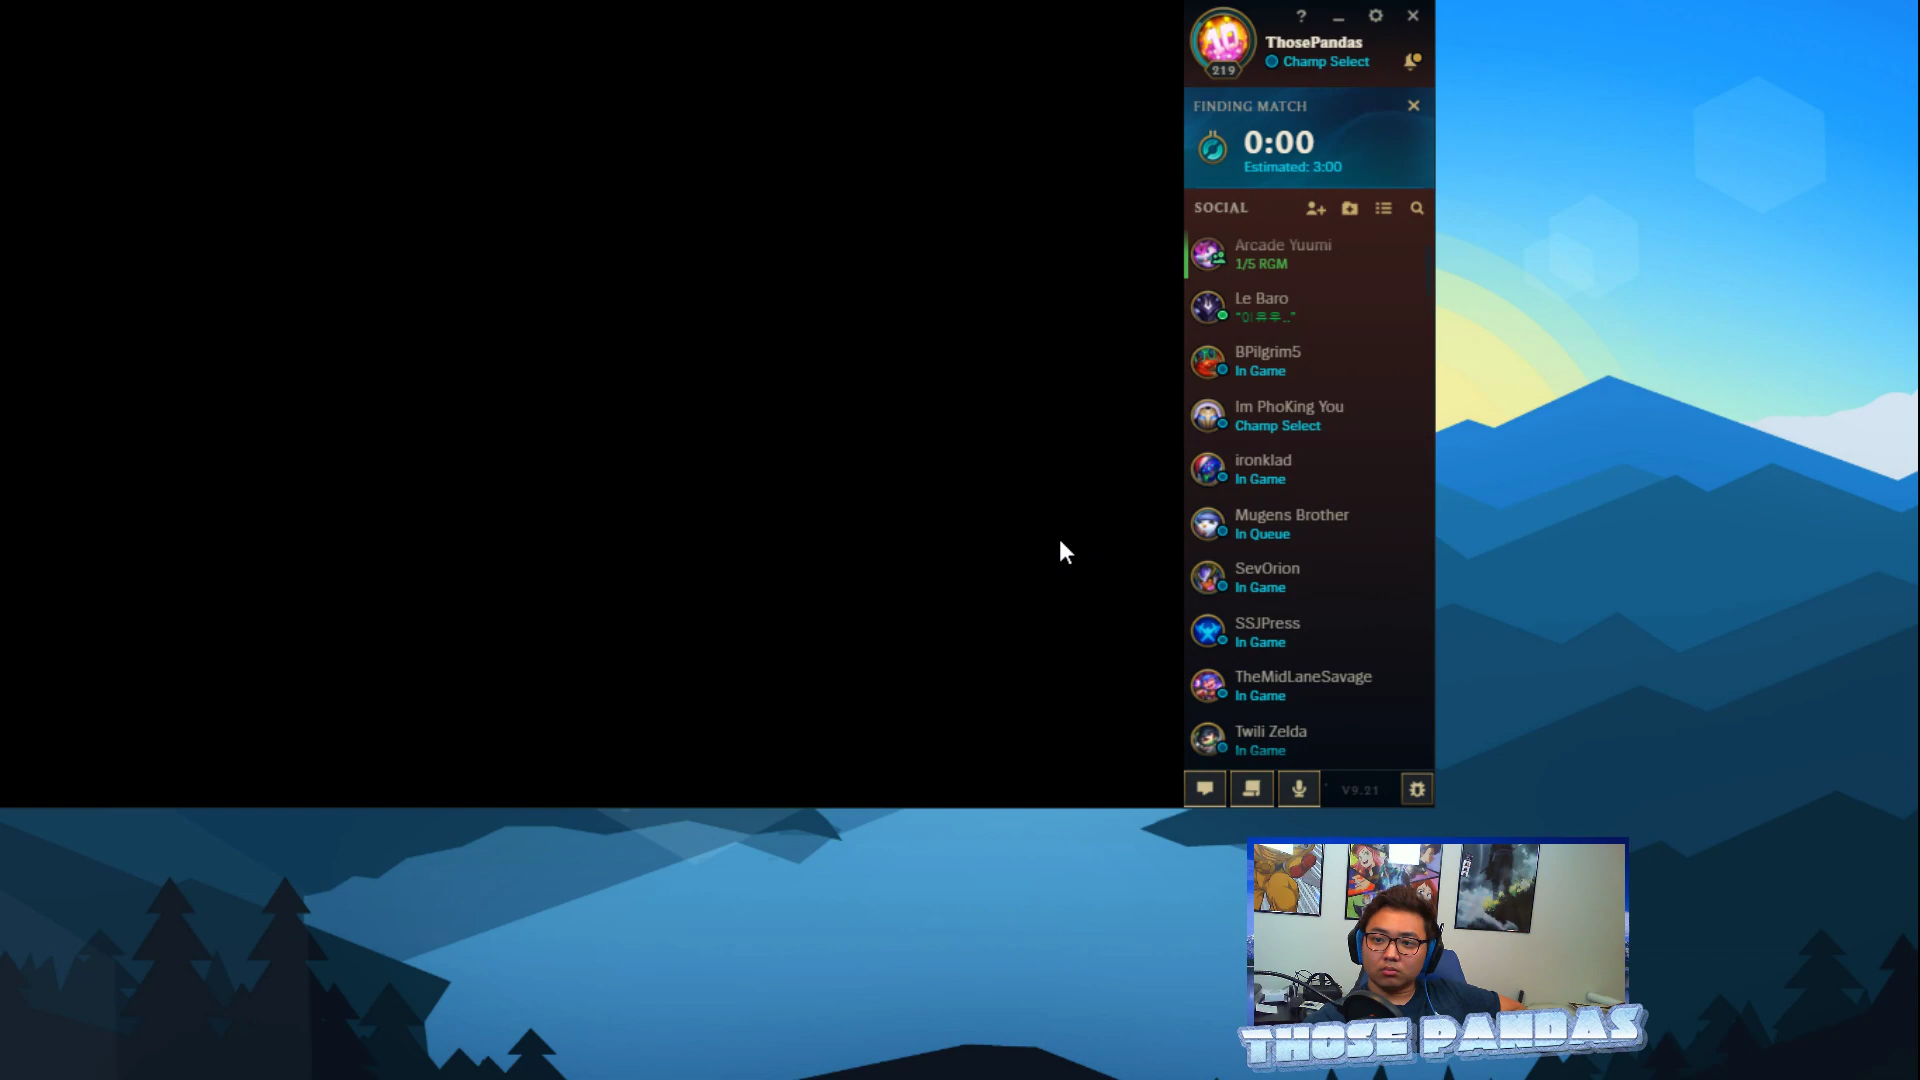 ?
ThosePandas
219
Champ Select
FINDING MATCH
0:00
Estimated: 3:00
SOCIAL
Arcade Yuumi
1/5 RGM
Le Baro
BPilgrim5
In Game
Im PhoKing You
Champ Select
ironklad
In Game
Mugens Brother
In Queue
SevOrion
In Game
SSJPress
In Game
TheMidLaneSavage
In Game
Twili Zelda
In Game
V9.21
THOSE PANDAS